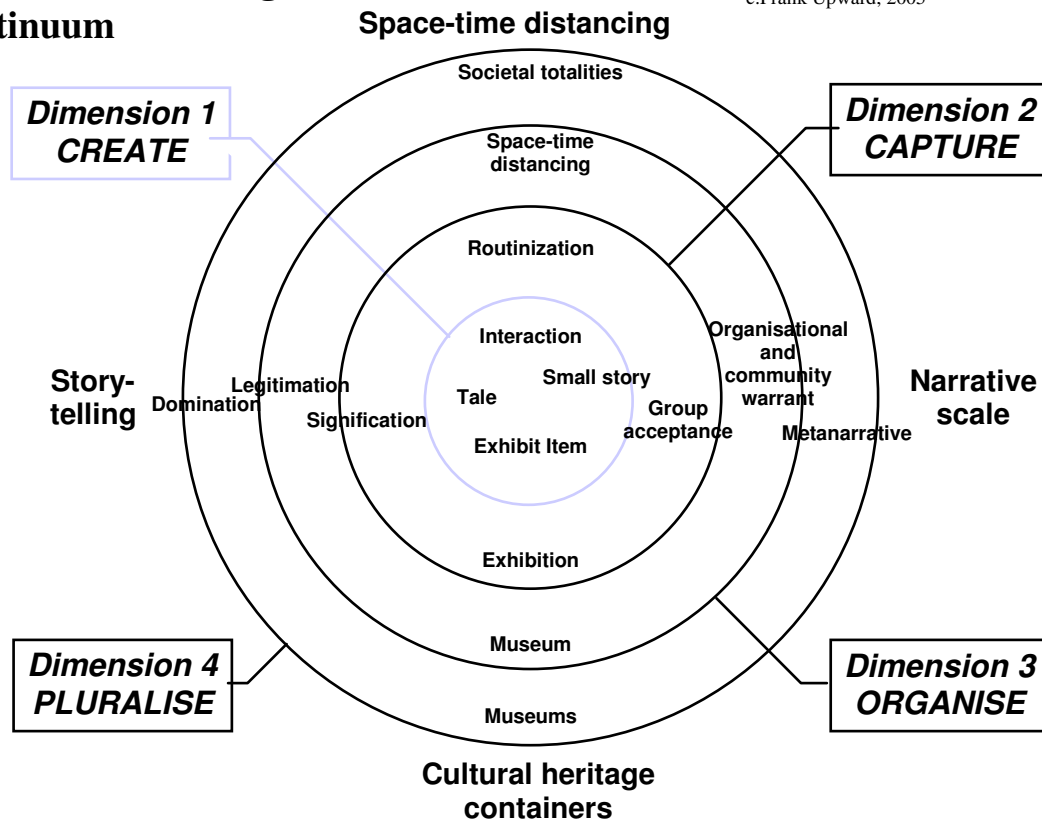 tinuum
c.Frank Upward, 2005
Space-time distancing
Societal totalities
Dimension 1
CREATE
Dimension 2
CAPTURE
Space-time
distancing
Routinization
Interaction
Organisational
and
community
warrant
Small story
Tale
Story-
telling
Legitimation
Domination
Signification
Group
acceptance
Narrative
scale
Metanarrative
Exhibit Item
Exhibition
Museum
Dimension 4
PLURALISE
Dimension 3
ORGANISE
Museums
Cultural heritage
containers